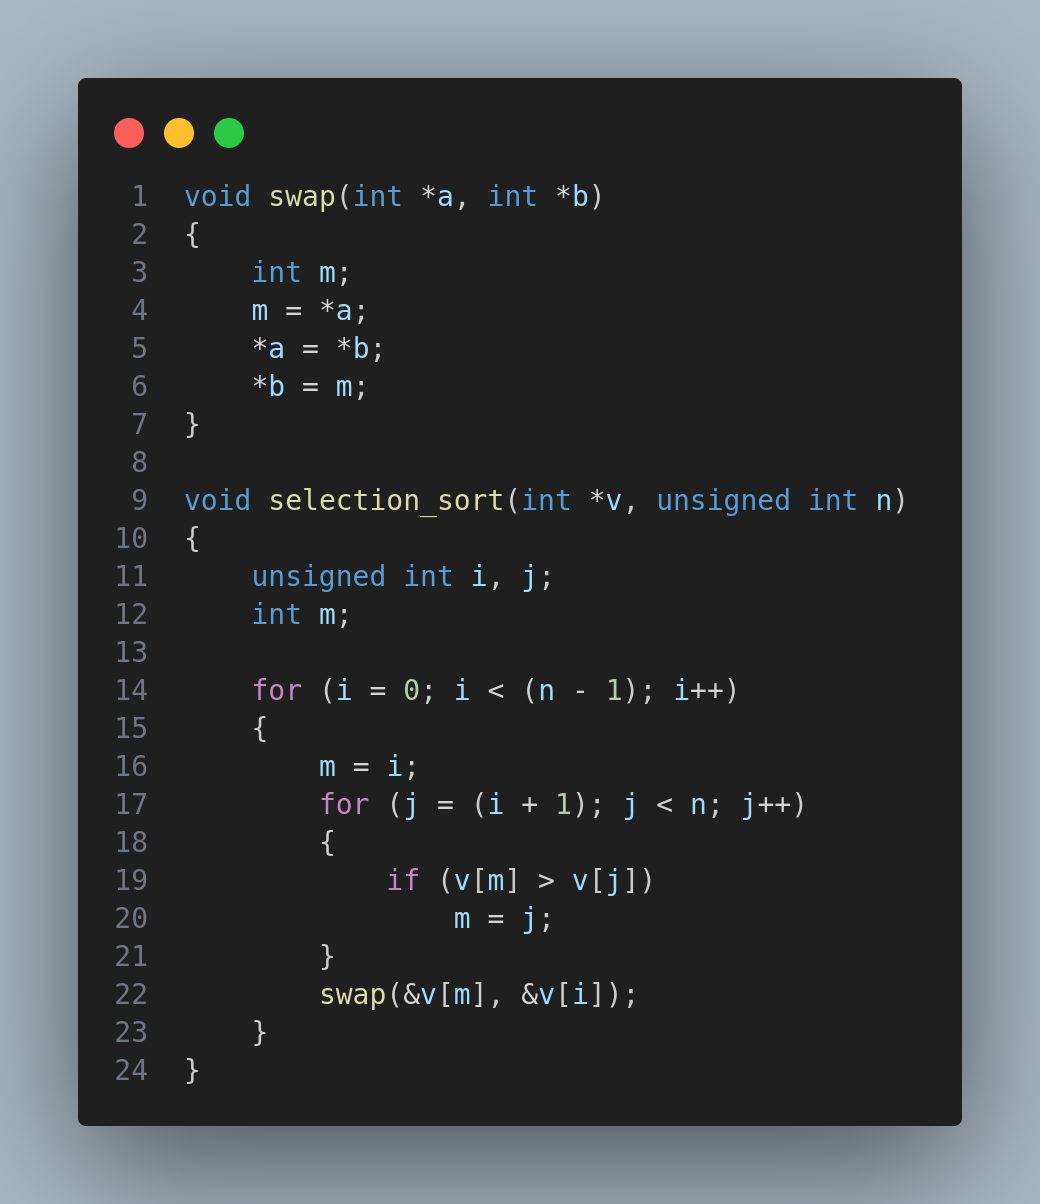 1 void swap(int *a, int *b)
2 {
3     int m;
4     m = *a;
5     *a = *b;
6     *b = m;
7 }
8
9 void selection_sort(int *v, unsigned int n)
10 {
11     unsigned int i, j;
12     int m;
13
14     for (i = 0; i < (n - 1); i++)
15     {
16         m = i;
17         for (j = (i + 1); j < n; j++)
18         {
19             if (v[m] > v[j])
20                 m = j;
21         }
22         swap(&v[m], &v[i]);
23     }
24 }